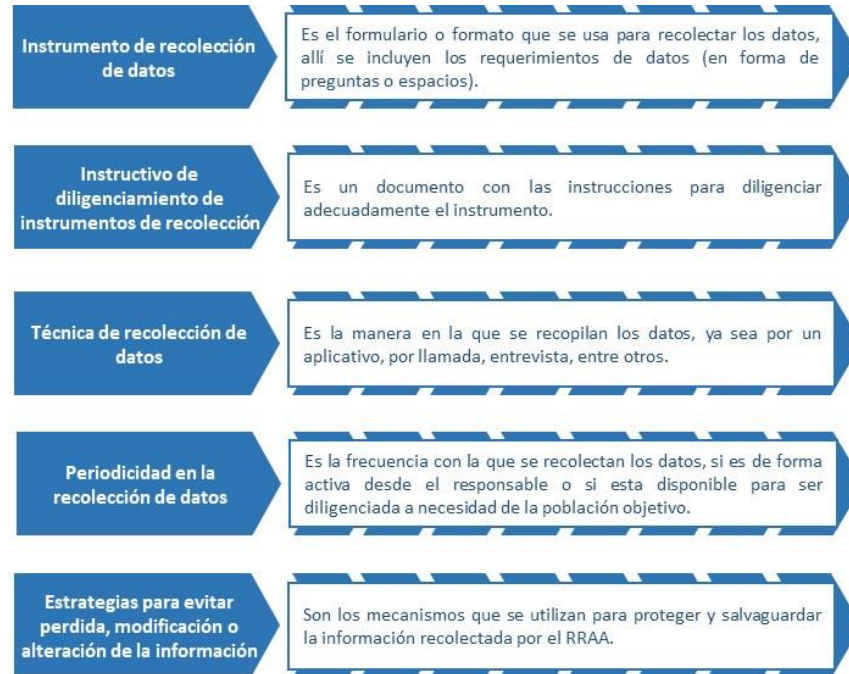 Instrumento de recolección
de datos
Es el formulario o formato que se usa para recolectar los datos,
allí se incluyen los requerimientos de datos (en forma de
preguntas o espacios).
Instructivo de
diligenciamiento de
instrumentos de recolección
Es un documento con las instrucciones para diligenciar
adecuadamente el instrumento.
Técnica de recolección de
datos
Es la manera en la que se recopilan los datos, ya sea por un
aplicativo, por llamada, entrevista, entre otros.
Periodicidad en la
recolección de datos
Es la frecuencia con la que se recolectan los datos, si es de forma
activa desde el responsable o si esta disponible para ser
diligenciada a necesidad de la población objetivo.
Estrategias para evitar
perdida, modificación o
alteración de la información
Son los mecanismos que se utilizan para proteger y salvaguardar
la información recolectada por el RRAA.